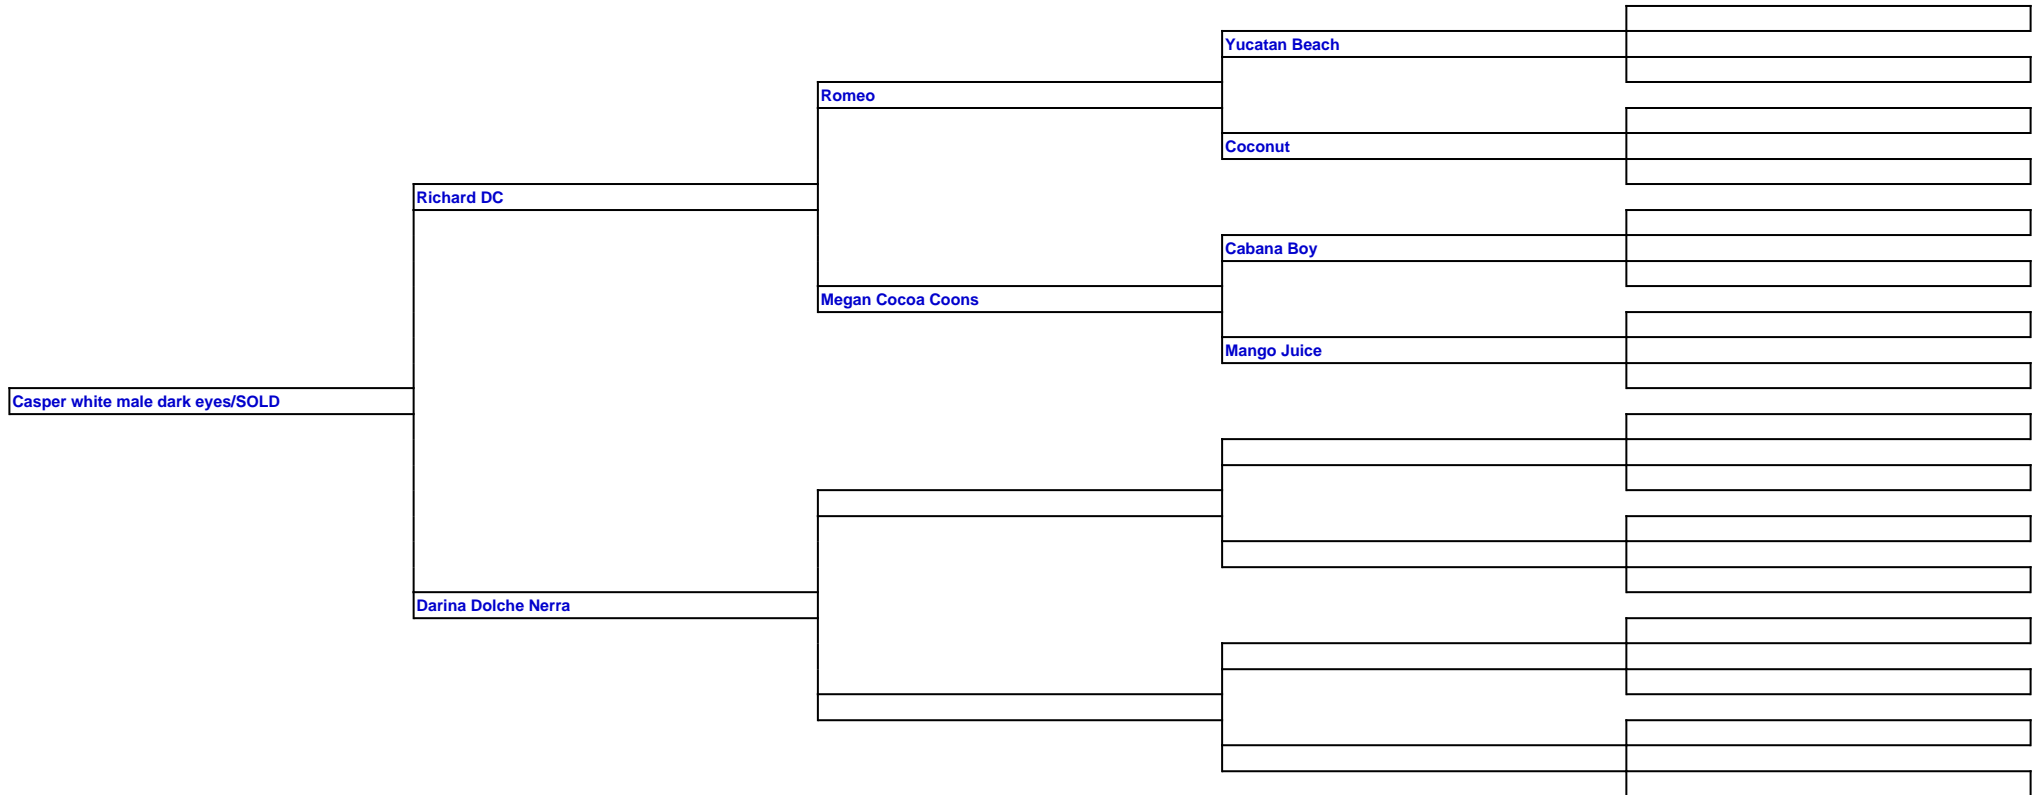 Yucatan Beach
Romeo
Coconut
Richard DC
Cabana Boy
Megan Cocoa Coons
Mango Juice
Casper white male dark eyes/SOLD
Darina Dolche Nerra